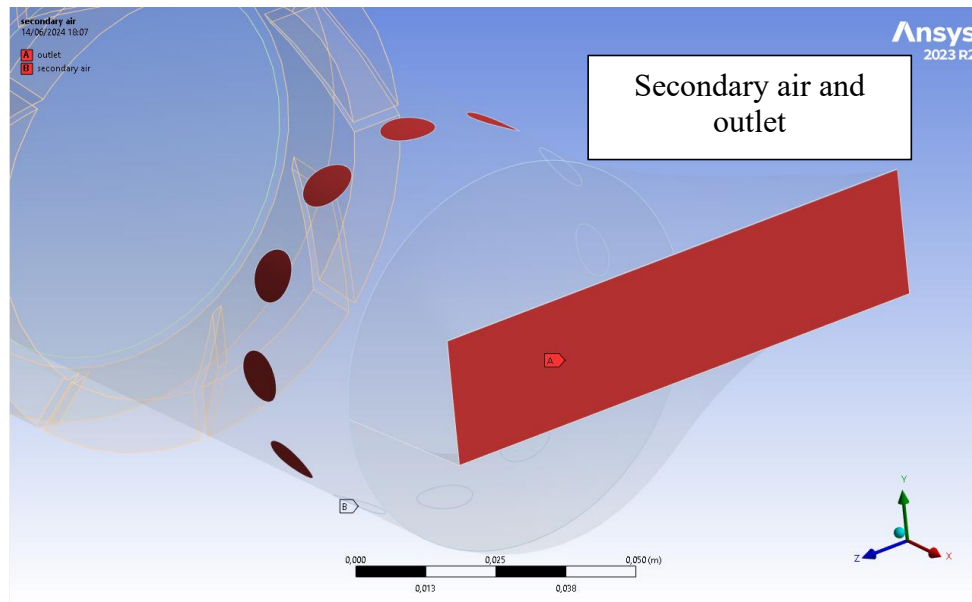 secondary air
14/06/2024 18:07
A outlet
B secondary air
Ansys
2023 R2
Secondary air and
outlet
A
B
0,000
0,025
0,050 (m)
0,013
0,038
Y
Z
X